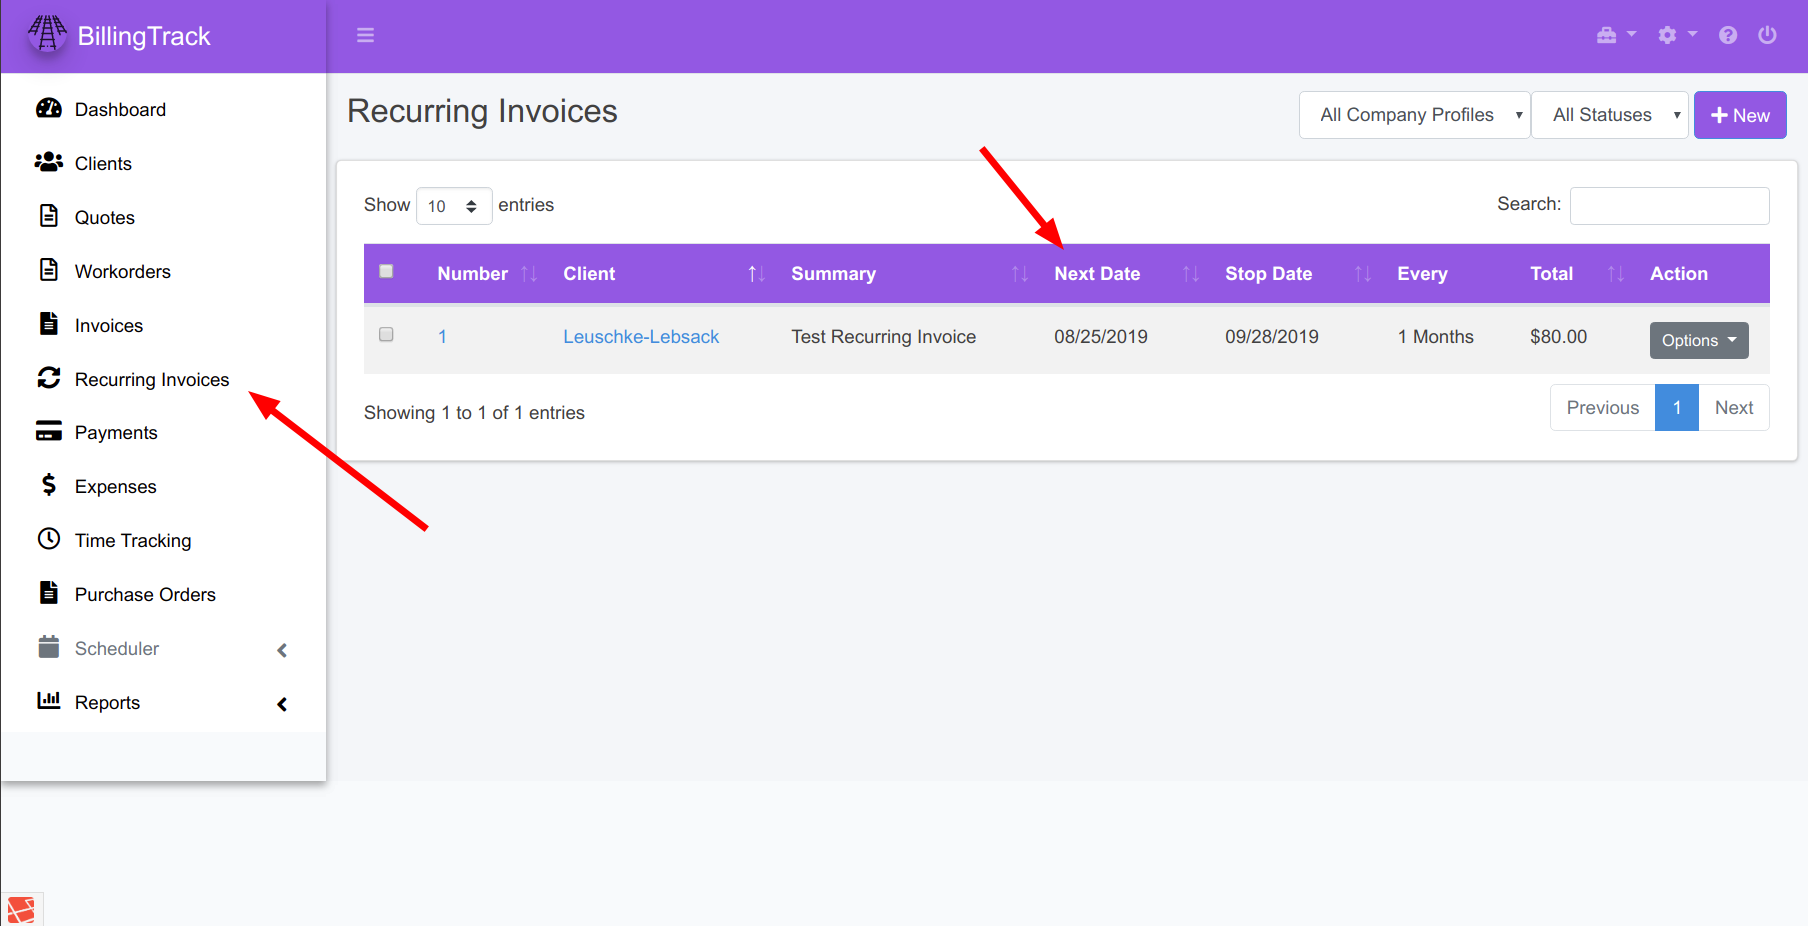 BillingTrack
Dashboard
Clients
Quotes
Workorders
Invoices
Recurring Invoices
Payments
Expenses
Time Tracking
Purchase Orders
Scheduler
Reports
Recurring Invoices
All Company Profiles All Statuses New
Show 10 entries Search:
Number Client Summary Next Date Stop Date Every Total Action
1 Leuschke-Lebsack Test Recurring Invoice 08/25/2019 09/28/2019 1 Months $80.00 Options
Showing 1 to 1 of 1 entries Previous 1 Next